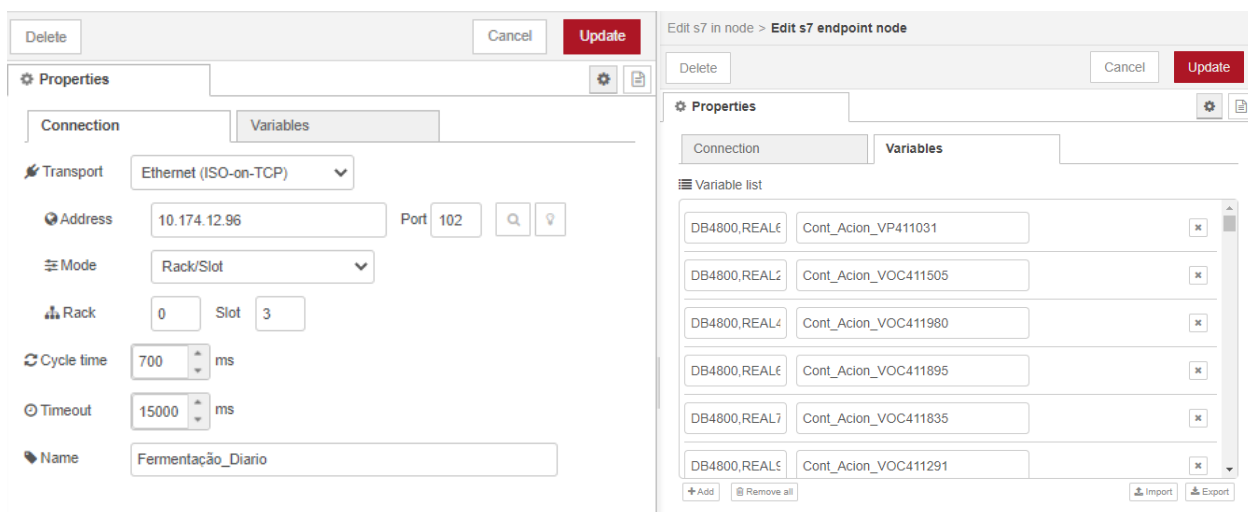 Delete
Cancel
Update
Properties
Connection
Variables
Transport
Ethernet (ISO-on-TCP)
Address
10.174.12.96
Port
102
Mode
Rack/Slot
Rack
0
Slot
3
Cycle time
700
ms
Timeout
15000
ms
Name
Fermentação_Diario
Edit s7 in node > Edit s7 endpoint node
Delete
Cancel
Update
Properties
Connection
Variables
Variable list
DB4800,REAL6 Cont_Acion_VP411031
DB4800,REAL2 Cont_Acion_VOC411505
DB4800,REAL4 Cont_Acion_VOC411980
DB4800,REAL6 Cont_Acion_VOC411895
DB4800,REAL7 Cont_Acion_VOC411835
DB4800,REAL9 Cont_Acion_VOC411291
Add
Remove all
Import
Export